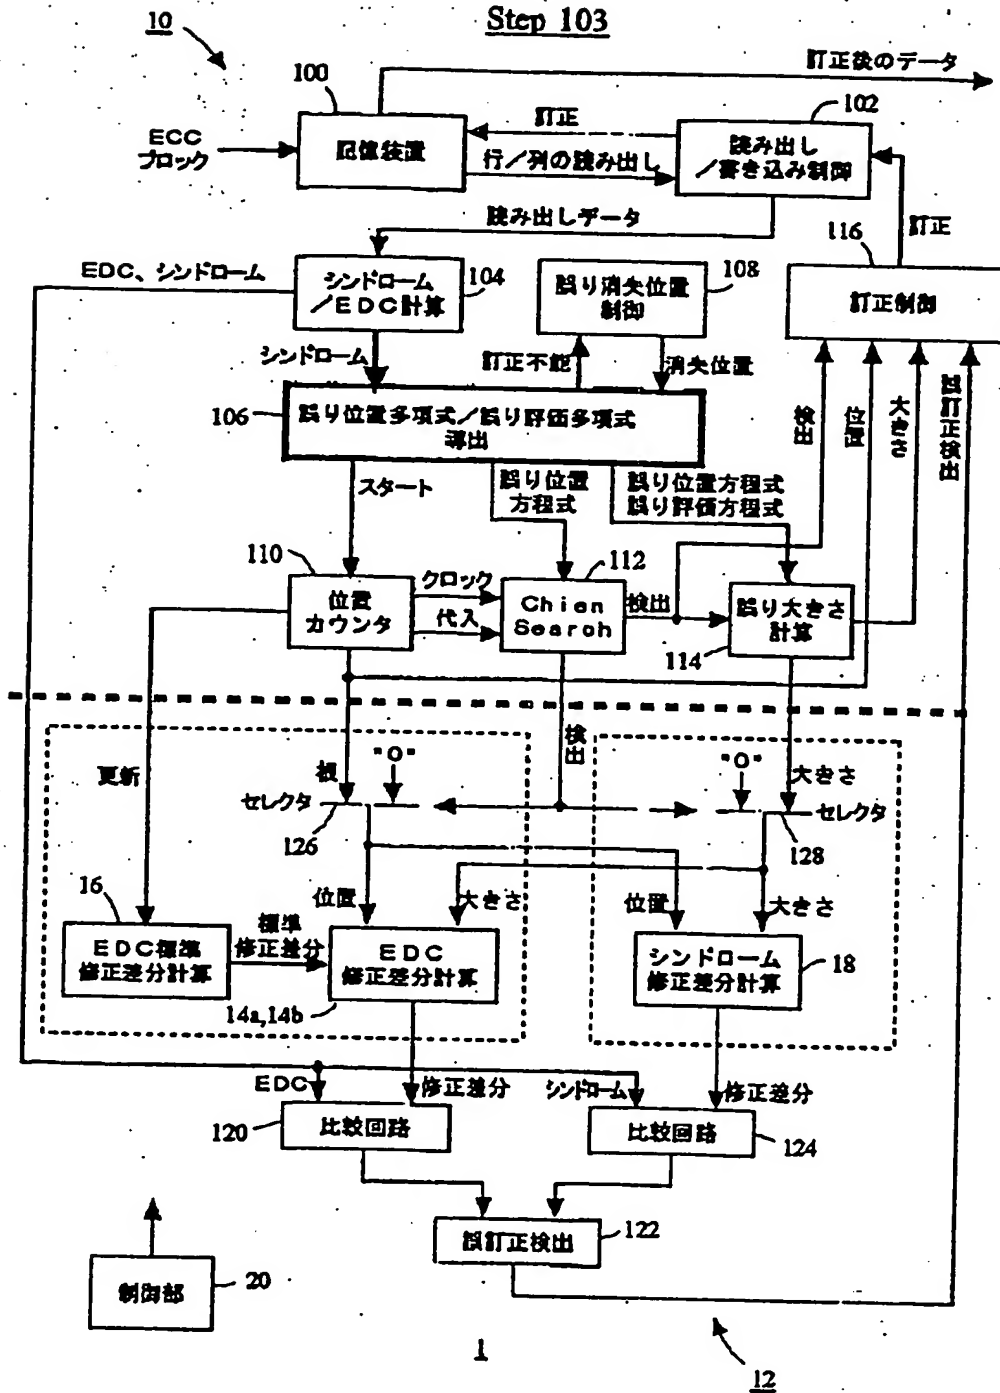 Step 103
10
訂正後のデータ
100
102
ECC
ブロック
記憶装置
訂正
行／列の読み出し
読み出し
／書き込み制御
読み出しデータ
116
訂正
EDC、シンドローム
シンドローム
／EDC計算
104
誤り消失位置
制御
108
訂正制御
シンドローム
訂正不能
消失位置
106
誤り位置多項式／誤り評価多項式
導出
検出
位置
大きさ
誤訂正検出
スタート
誤り位置
方程式
誤り位置方程式
誤り評価方程式
110
112
位置
カウンタ
クロック
代入
Chien
Search
検出
誤り大きさ
計算
114
更新
根
"0"
検出
"0"
大きさ
セレクタ
セレクタ
126
128
16
位置
大きさ
位置
大きさ
EDC標準
修正差分計算
標準
修正差分
EDC
修正差分計算
シンドローム
修正差分計算
18
14a,14b
EDC
修正差分
シンドローム
修正差分
120
比較回路
比較回路
124
誤訂正検出
122
制御部
20
1
12